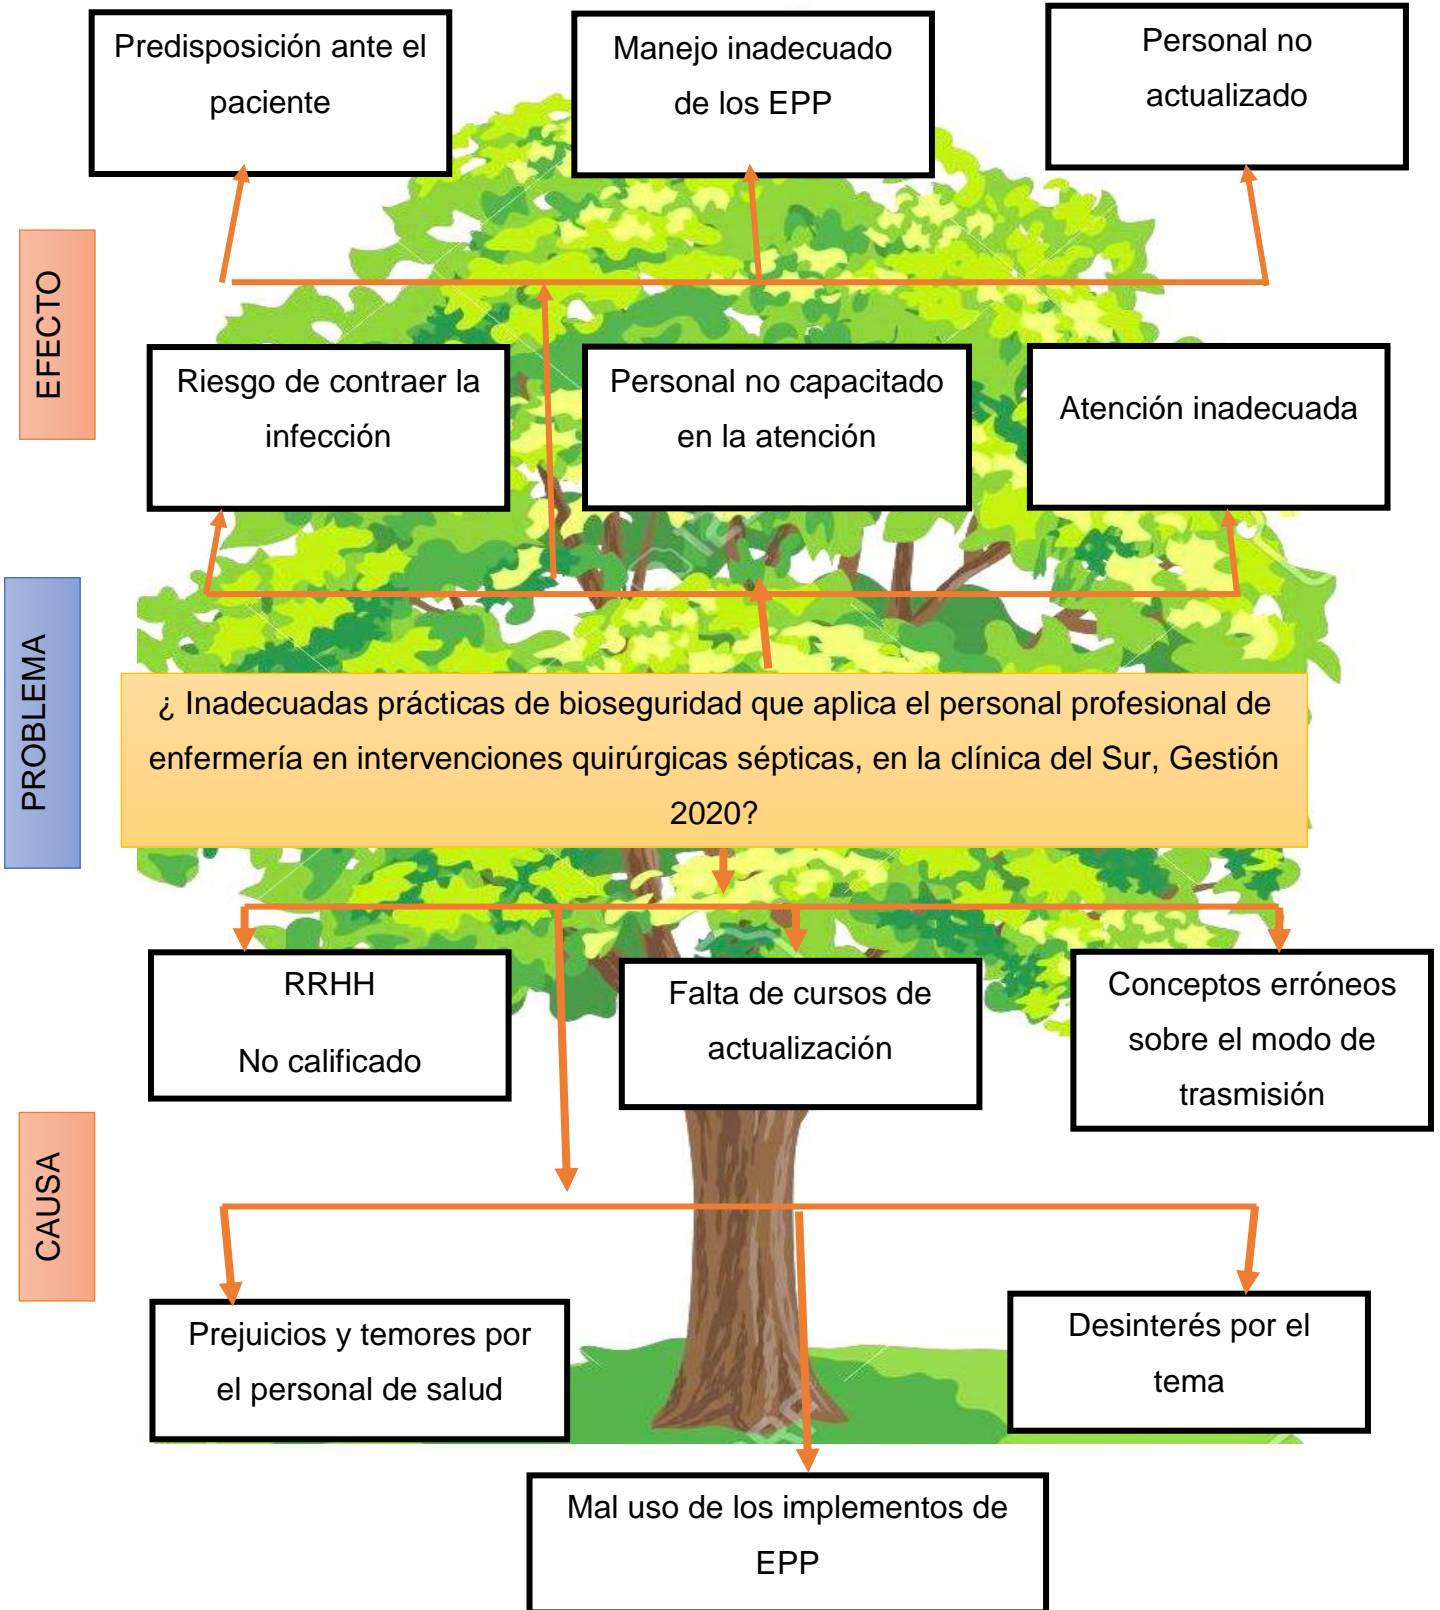 Predisposición ante el
paciente
Manejo inadecuado
de los EPP
Personal no
actualizado
EFECTO
Riesgo de contraer la
infección
Personal no capacitado
en la atención
Atención inadecuada
PROBLEMA
¿ Inadecuadas prácticas de bioseguridad que aplica el personal profesional de
enfermería en intervenciones quirúrgicas sépticas, en la clínica del Sur, Gestión
2020?
RRHH
No calificado
Falta de cursos de
actualización
Conceptos erróneos
sobre el modo de
trasmisión
CAUSA
Prejuicios y temores por
el personal de salud
Desinterés por el
tema
Mal uso de los implementos de
EPP